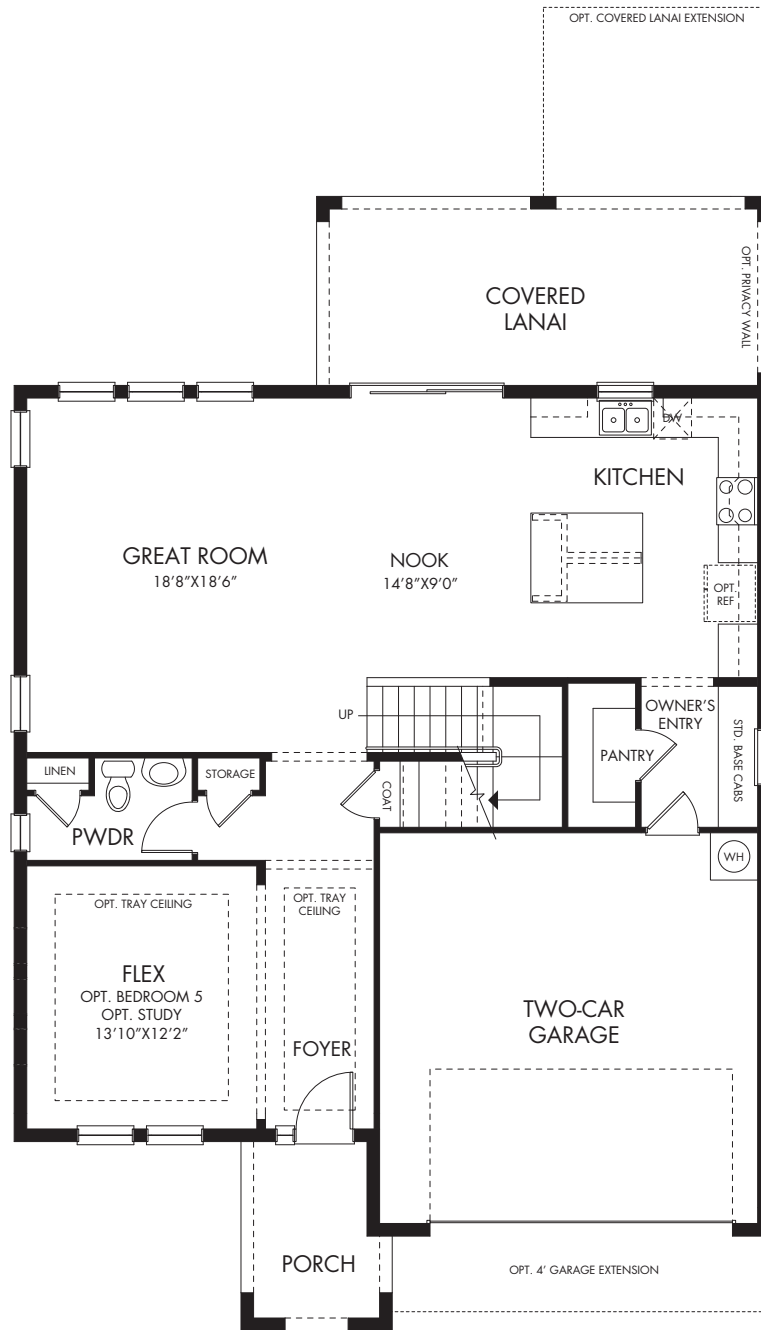 OPT. COVERED LANAI EXTENSION
COVERED
LANAI
OPT. PRIVACY WALL
DW
KITCHEN
GREAT ROOM
18'8"X18'6"
NOOK
14'8"X9'0"
OPT.
REF
UP
OWNER'S
ENTRY
PANTRY
STD. BASE CABS
LINEN
STORAGE
COAT
PWDR
WH
OPT. TRAY CEILING
OPT. TRAY
CEILING
FLEX
OPT. BEDROOM 5
OPT. STUDY
13'10"X12'2"
FOYER
TWO-CAR
GARAGE
PORCH
OPT. 4' GARAGE EXTENSION